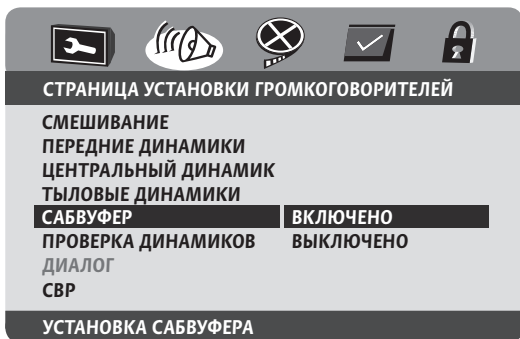 СТРАНИЦА УСТАНОВКИ ГРОМКОГОВОРИТЕЛЕЙ
СМЕШИВАНИЕ
ПЕРЕДНИЕ ДИНАМИКИ
ЦЕНТРАЛЬНЫЙ ДИНАМИК
ТЫЛОВЫЕ ДИНАМИКИ
САБВУФЕР ВКЛЮЧЕНО
ПРОВЕРКА ДИНАМИКОВ ВЫКЛЮЧЕНО
ДИАЛОГ
СВР
УСТАНОВКА САБВУФЕРА